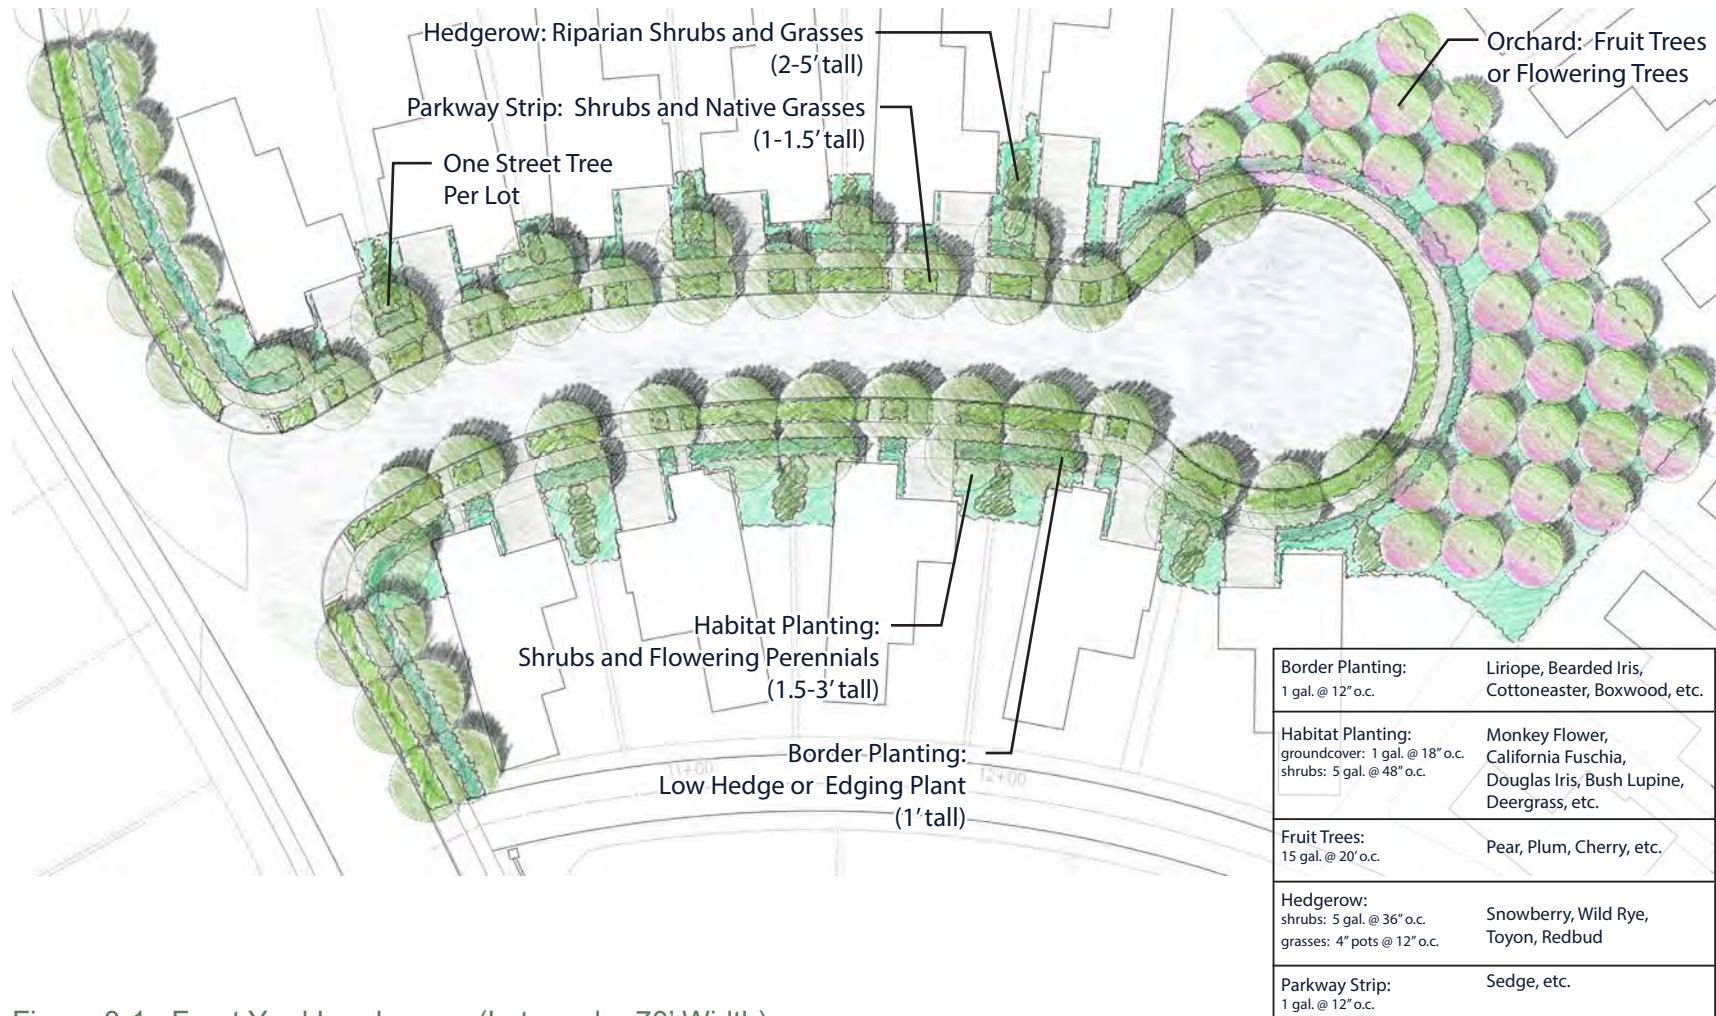 Hedgerow: Riparian Shrubs and Grasses
(2-5' tall)
Parkway Strip: Shrubs and Native Grasses
(1-1.5' tall)
One Street Tree
Per Lot
Orchard: Fruit Trees
or Flowering Trees
Habitat Planting:
Shrubs and Flowering Perennials
(1.5-3' tall)
Border Planting:
Low Hedge or Edging Plant
(1' tall)
11+00
12+00
Border Planting:
1 gal. @ 12" o.c.
Liriope, Bearded Iris,
Cottoneaster, Boxwood, etc.
Habitat Planting:
groundcover: 1 gal. @ 18" o.c.
shrubs: 5 gal. @ 48" o.c.
Monkey Flower,
California Fuschia,
Douglas Iris, Bush Lupine,
Deergrass, etc.
Fruit Trees:
15 gal. @ 20' o.c.
Pear, Plum, Cherry, etc.
Hedgerow:
shrubs: 5 gal. @ 36" o.c.
grasses: 4" pots @ 12" o.c.
Snowberry, Wild Rye,
Toyon, Redbud
Parkway Strip:
1 gal. @ 12" o.c.
Sedge, etc.